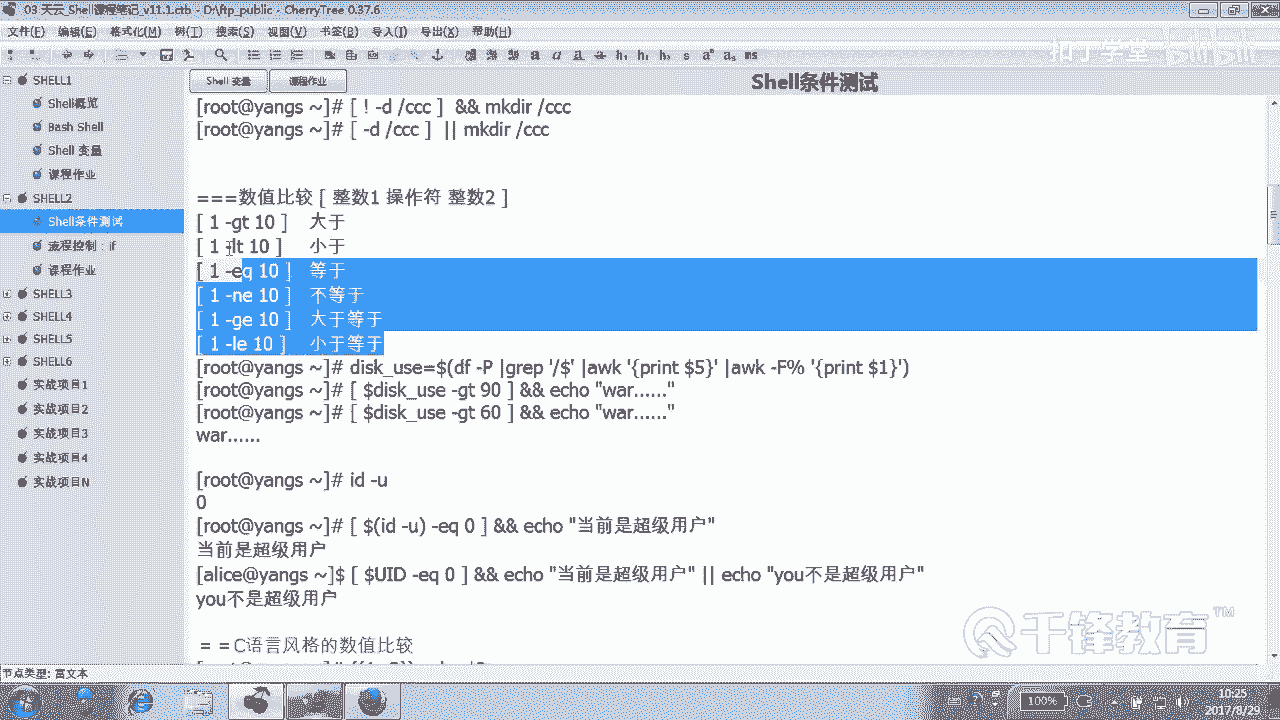 03 天云_Shell课程笔记_v11.1.ctb - D:\ftp_public - CherryTree 0.37.6
文件(F) 编辑(E) 格式化(M) 树(T) 搜索(S) 视图(V) 书签(B) 导入(I) 导出(X) 帮助(H)
扣丁学堂 bilibili
SHELL1
Shell概览
Bash Shell
Shell 变量
课程作业
SHELL2
Shell条件测试
流程控制：if
课程作业
SHELL3
SHELL4
SHELL5
SHELL6
实战项目1
实战项目2
实战项目3
实战项目4
实战项目N
Shell 变量 课程作业 Shell条件测试
[root@yangs ~]# [ ! -d /ccc ]  && mkdir /ccc
[root@yangs ~]# [ -d /ccc ]  || mkdir /ccc
===数值比较 [ 整数1 操作符 整数2 ]
[ 1 -gt 10 ] 大于
[ 1 -lt 10 ] 小于
[ 1 -eq 10 ] 等于
[ 1 -ne 10 ] 不等于
[ 1 -ge 10 ] 大于等于
[ 1 -le 10 ] 小于等于
[root@yangs ~]# disk_use=$(df -P |grep '/$' |awk '{print $5}' |awk -F% '{print $1}')
[root@yangs ~]# [ $disk_use -gt 90 ] && echo "war......"
[root@yangs ~]# [ $disk_use -gt 60 ] && echo "war......"
war......
[root@yangs ~]# id -u
0
[root@yangs ~]# [ $(id -u) -eq 0 ] && echo "当前是超级用户"
当前是超级用户
[alice@yangs ~]$ [ $UID -eq 0 ] && echo "当前是超级用户" || echo "you不是超级用户"
you不是超级用户
＝＝C语言风格的数值比较
千锋教育™
节点类型: 富文本
100%
10:25
2017/8/29